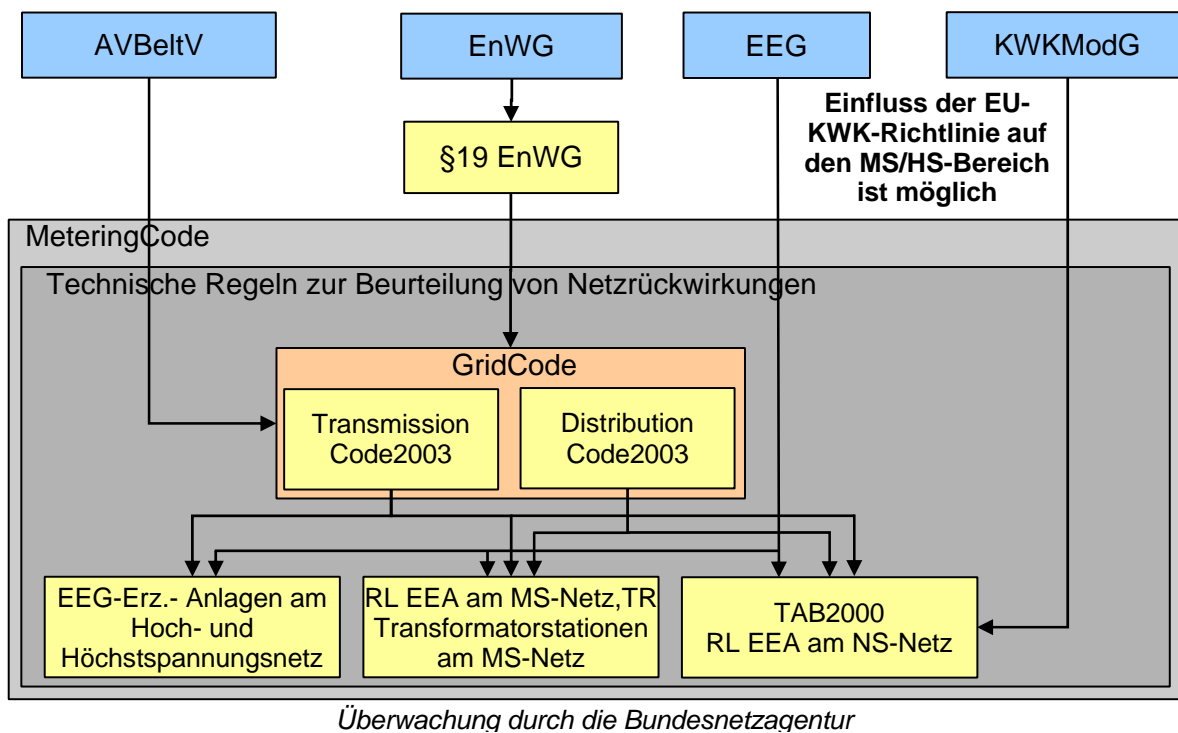 AVBeltV
EnWG
EEG
KWKModG
Einfluss der EU-
KWK-Richtlinie auf
den MS/HS-Bereich
ist möglich
§19 EnWG
MeteringCode
Technische Regeln zur Beurteilung von Netzrückwirkungen
GridCode
Transmission
Code2003
Distribution
Code2003
EEG-Erz.- Anlagen am
Hoch- und
Höchstspannungsnetz
RL EEA am MS-Netz,TR
Transformatorstationen
am MS-Netz
TAB2000
RL EEA am NS-Netz
Überwachung durch die Bundesnetzagentur